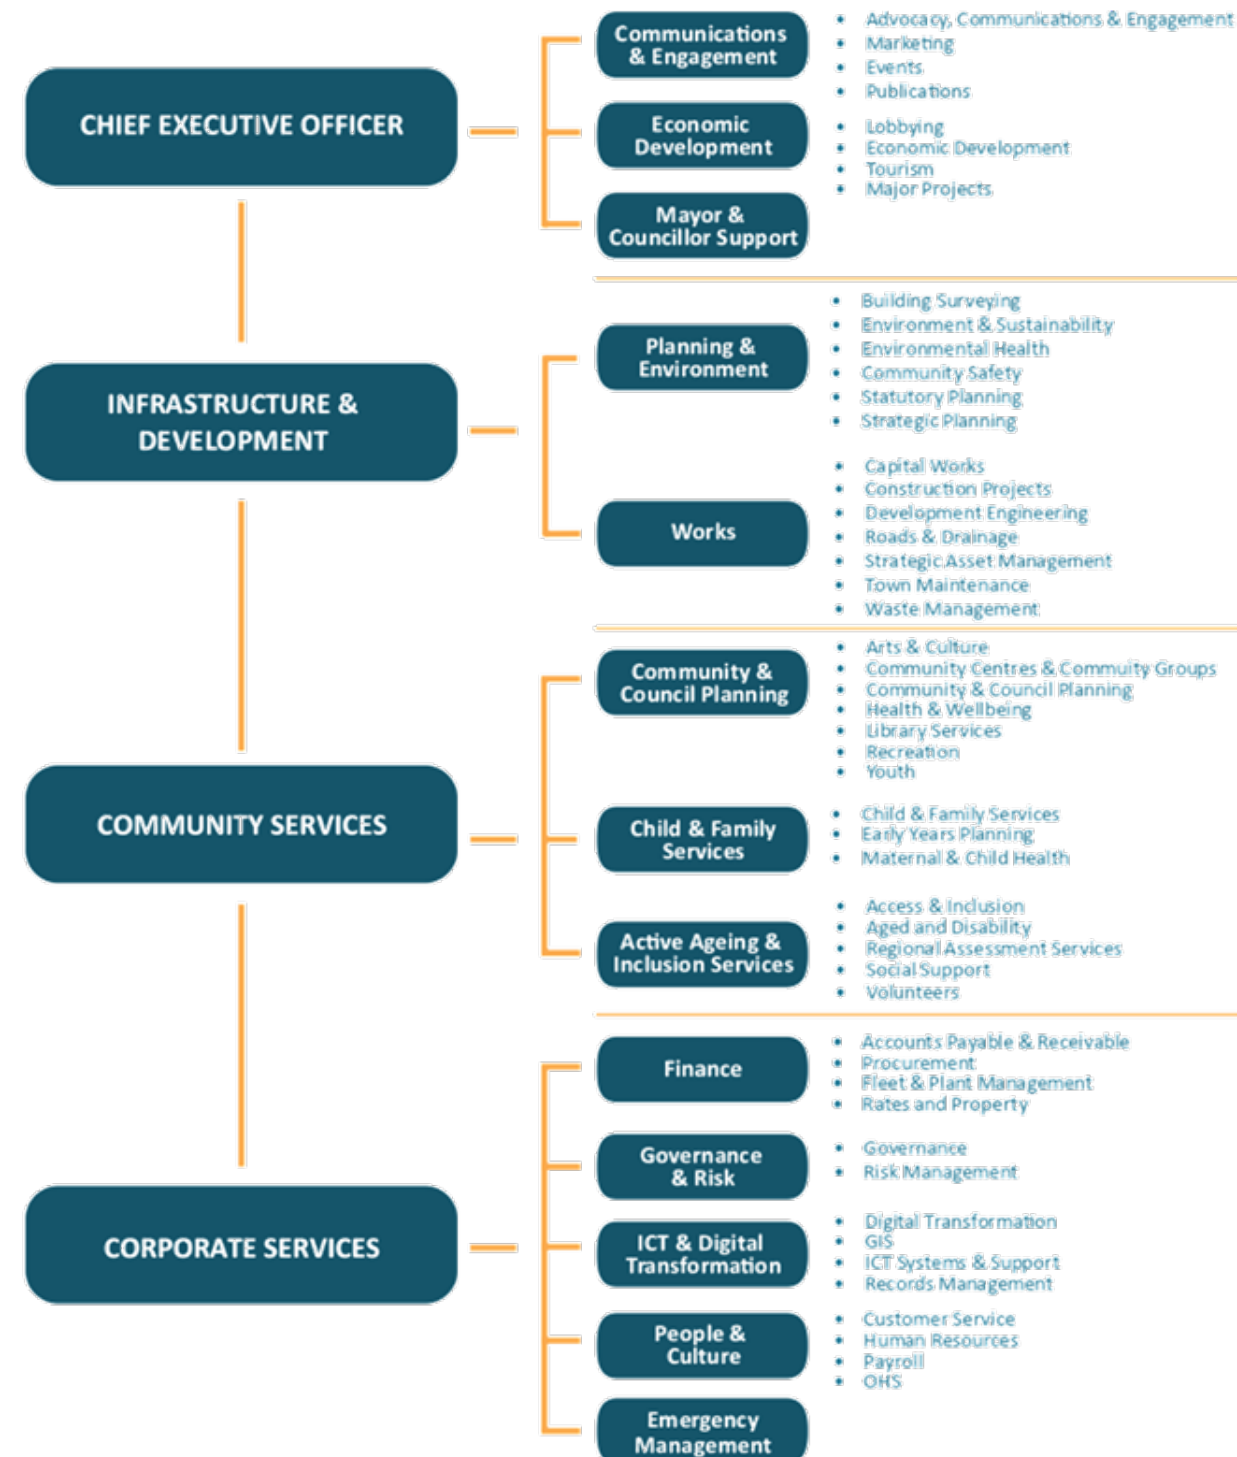 CHIEF EXECUTIVE OFFICER
Communications
& Engagement
• Advocacy, Communications & Engagement
• Marketing
• Events
• Publications
Economic
Development
• Lobbying
• Economic Development
• Tourism
• Major Projects
Mayor &
Councillor Support
INFRASTRUCTURE &
DEVELOPMENT
Planning &
Environment
• Building Surveying
• Environment & Sustainability
• Environmental Health
• Community Safety
• Statutory Planning
• Strategic Planning
Works
• Capital Works
• Construction Projects
• Development Engineering
• Roads & Drainage
• Strategic Asset Management
• Town Maintenance
• Waste Management
COMMUNITY SERVICES
Community &
Council Planning
• Arts & Culture
• Community Centres & Commuity Groups
• Community & Council Planning
• Health & Wellbeing
• Library Services
• Recreation
• Youth
Child & Family
Services
• Child & Family Services
• Early Years Planning
• Maternal & Child Health
Active Ageing &
Inclusion Services
• Access & Inclusion
• Aged and Disability
• Regional Assessment Services
• Social Support
• Volunteers
CORPORATE SERVICES
Finance
• Accounts Payable & Receivable
• Procurement
• Fleet & Plant Management
• Rates and Property
Governance
& Risk
• Governance
• Risk Management
ICT & Digital
Transformation
• Digital Transformation
• GIS
• ICT Systems & Support
• Records Management
People &
Culture
• Customer Service
• Human Resources
• Payroll
• OHS
Emergency
Management